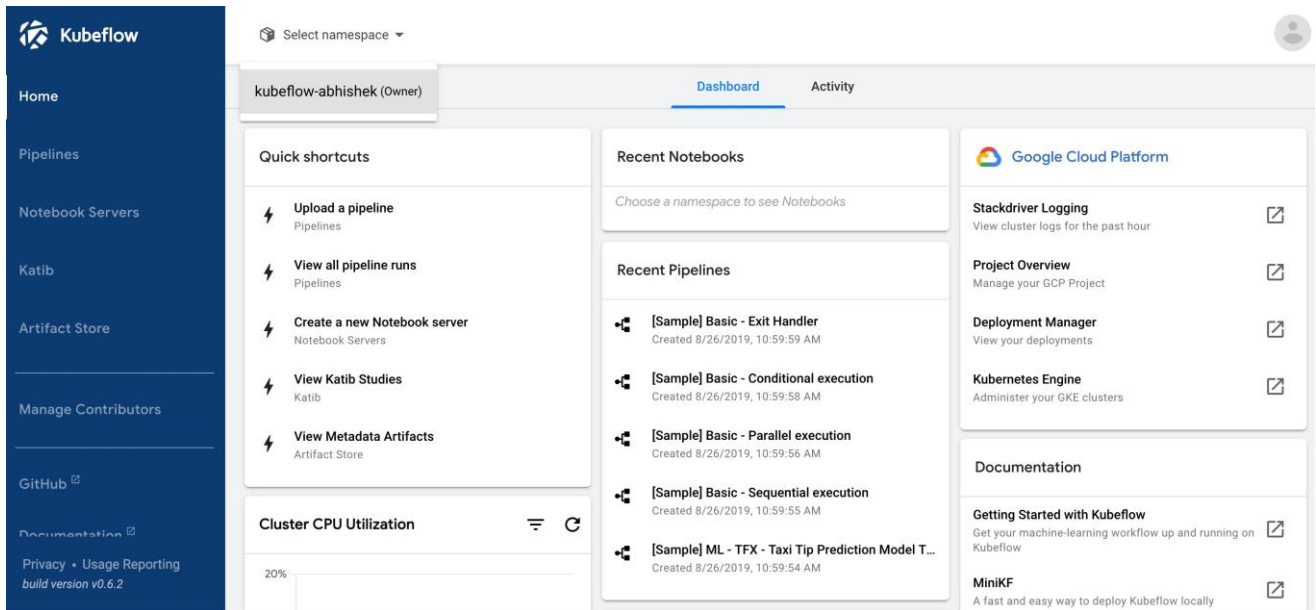 Kubeflow
Home
Pipelines
Notebook Servers
Katib
Artifact Store
Manage Contributors
GitHub
Documentation
Privacy • Usage Reporting
build version v0.6.2
Select namespace
kubeflow-abhishek (Owner)
Dashboard
Activity
Quick shortcuts
Upload a pipeline
Pipelines
View all pipeline runs
Pipelines
Create a new Notebook server
Notebook Servers
View Katib Studies
Katib
View Metadata Artifacts
Artifact Store
Cluster CPU Utilization
20%
Recent Notebooks
Choose a namespace to see Notebooks
Recent Pipelines
[Sample] Basic - Exit Handler
Created 8/26/2019, 10:59:59 AM
[Sample] Basic - Conditional execution
Created 8/26/2019, 10:59:58 AM
[Sample] Basic - Parallel execution
Created 8/26/2019, 10:59:56 AM
[Sample] Basic - Sequential execution
Created 8/26/2019, 10:59:55 AM
[Sample] ML - TFX - Taxi Tip Prediction Model T...
Created 8/26/2019, 10:59:54 AM
Google Cloud Platform
Stackdriver Logging
View cluster logs for the past hour
Project Overview
Manage your GCP Project
Deployment Manager
View your deployments
Kubernetes Engine
Administer your GKE clusters
Documentation
Getting Started with Kubeflow
Get your machine-learning workflow up and running on
Kubeflow
MiniKF
A fast and easy way to deploy Kubeflow locally